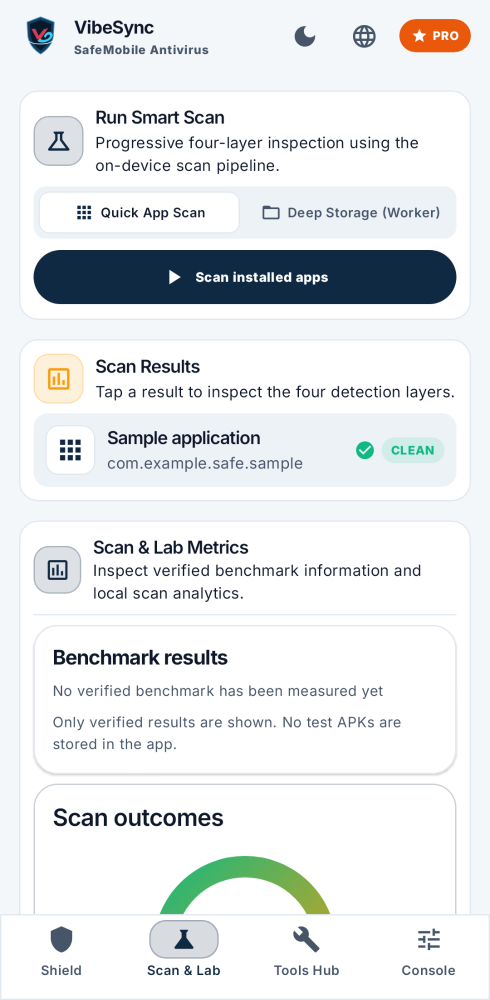 VibeSync
SafeMobile Antivirus
PRO
Run Smart Scan
Progressive four-layer inspection using the
on-device scan pipeline.
Quick App Scan
Deep Storage (Worker)
Scan installed apps
Scan Results
Tap a result to inspect the four detection layers.
Sample application
com.example.safe.sample
CLEAN
Scan & Lab Metrics
Inspect verified benchmark information and
local scan analytics.
Benchmark results
No verified benchmark has been measured yet
Only verified results are shown. No test APKs are
stored in the app.
Scan outcomes
Shield
Scan & Lab
Tools Hub
Console